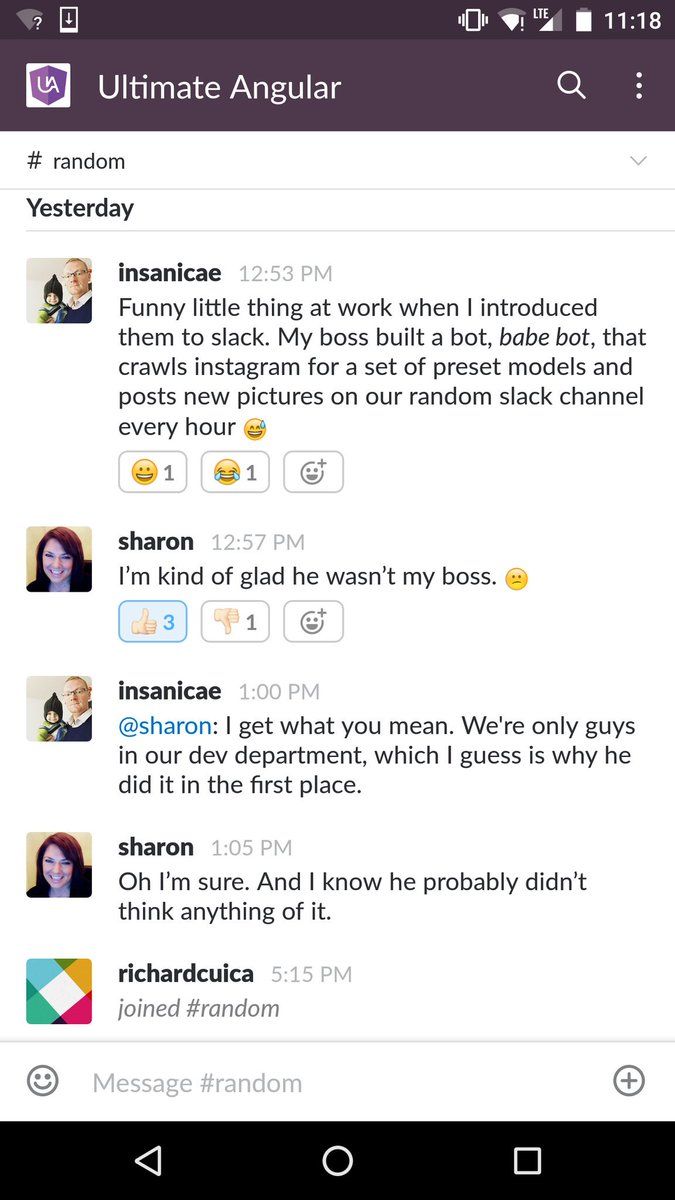 ?
LTE
11:18
UA
Ultimate Angular
# random
Yesterday
insanicae 12:53 PM
Funny little thing at work when I introduced
them to slack. My boss built a bot, babe bot, that
crawls instagram for a set of preset models and
posts new pictures on our random slack channel
every hour 😅
😀 1 😂 1
sharon 12:57 PM
I’m kind of glad he wasn’t my boss. 😕
👍🏻 3 👎🏻 1
insanicae 1:00 PM
@sharon: I get what you mean. We're only guys
in our dev department, which I guess is why he
did it in the first place.
sharon 1:05 PM
Oh I’m sure. And I know he probably didn’t
think anything of it.
richardcuica 5:15 PM
joined #random
Message #random